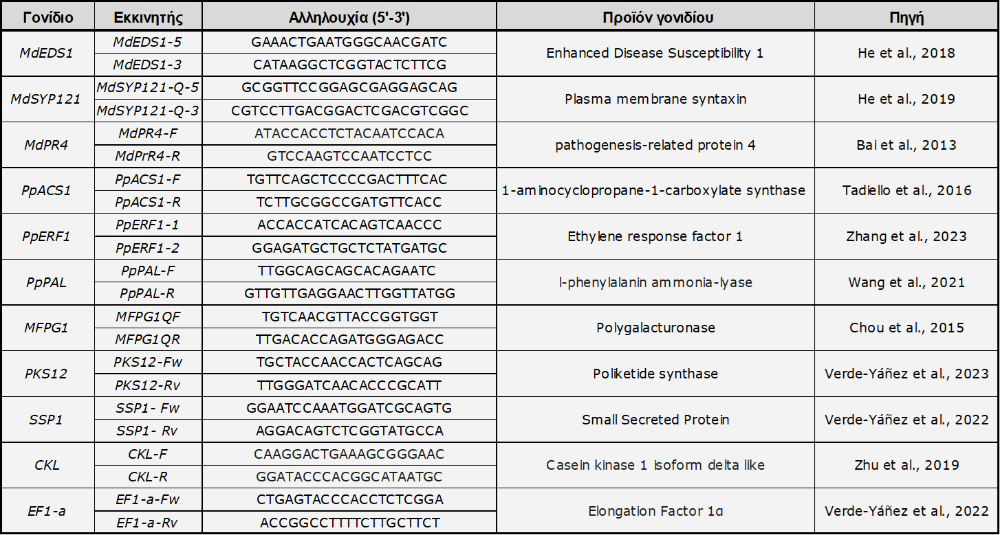 Γονίδιο Εκκινητής Αλληλουχία (5'-3') Προϊόν γονιδίου Πηγή
MdEDS1 MdEDS1-5 GAAACTGAATGGGCAACGATC Enhanced Disease Susceptibility 1 He et al., 2018
MdEDS1-3 CATAAGGCTCGGTACTCTTCG
MdSYP121 MdSYP121-Q-5 GCGGTTCCGGAGCGAGGAGCAG Plasma membrane syntaxin He et al., 2019
MdSYP121-Q-3 CGTCCTTGACGGACTCGACGTCGGC
MdPR4 MdPR4-F ATACCACCTCTACAATCCACA pathogenesis-related protein 4 Bai et al., 2013
MdPrR4-R GTCCAAGTCCAATCCTCC
PpACS1 PpACS1-F TGTTCAGCTCCCCGACTTTCAC 1-aminocyclopropane-1-carboxylate synthase Tadiello et al., 2016
PpACS1-R TCTTGCGGCCGATGTTCACC
PpERF1 PpERF1-1 ACCACCATCACAGTCAACCC Ethylene response factor 1 Zhang et al., 2023
PpERF1-2 GGAGATGCTGCTCTATGATGC
PpPAL PpPAL-F TTGGCAGCAGCACAGAATC l-phenylalanin ammonia-lyase Wang et al., 2021
PpPAL-R GTTGTTGAGGAACTTGGTTATGG
MFPG1 MFPG1QF TGTCAACGTTACCGGTGGT Polygalacturonase Chou et al., 2015
MFPG1QR TTGACACCAGATGGGAGACC
PKS12 PKS12-Fw TGCTACCAACCACTCAGCAG Poliketide synthase Verde-Yáñez et al., 2023
PKS12-Rv TTGGGATCAACACCCGCATT
SSP1 SSP1- Fw GGAATCCAAATGGATCGCAGTG Small Secreted Protein Verde-Yáñez et al., 2022
SSP1- Rv AGGACAGTCTCGGTATGCCA
CKL CKL-F CAAGGACTGAAAGCGGGAAC Casein kinase 1 isoform delta like Zhu et al., 2019
CKL-R GGATACCCACGGCATAATGC
EF1-a EF1-a-Fw CTGAGTACCCACCTCTCGGA Elongation Factor 1α Verde-Yáñez et al., 2022
EF1-a-Rv ACCGGCCTTTTCTTGCTTCT